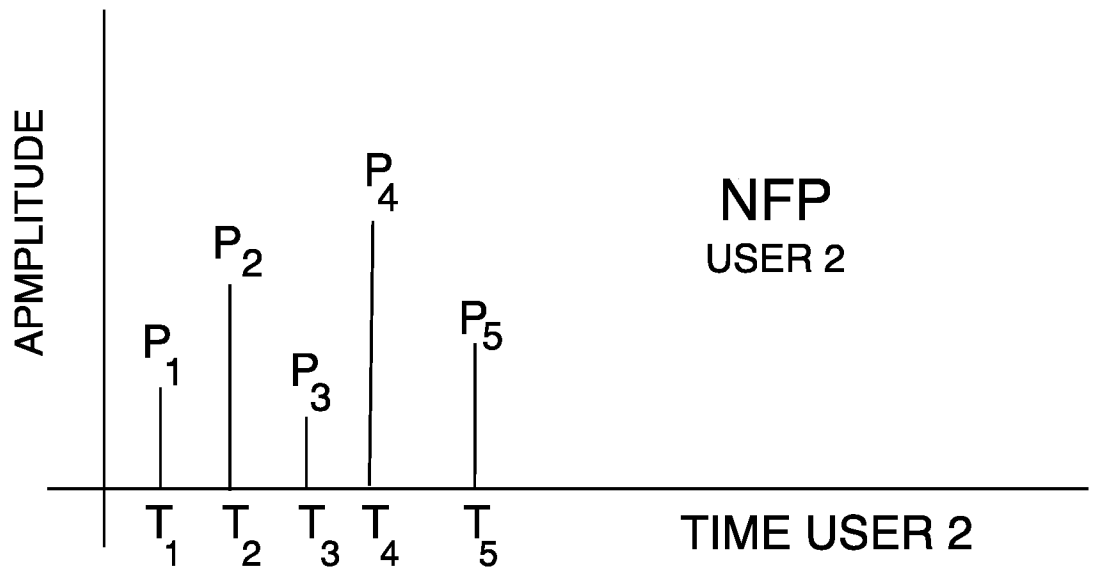 APMPLITUDE
P4
P2
P5
P1
P3
NFP
USER 2
T1 T2 T3 T4 T5
TIME USER 2